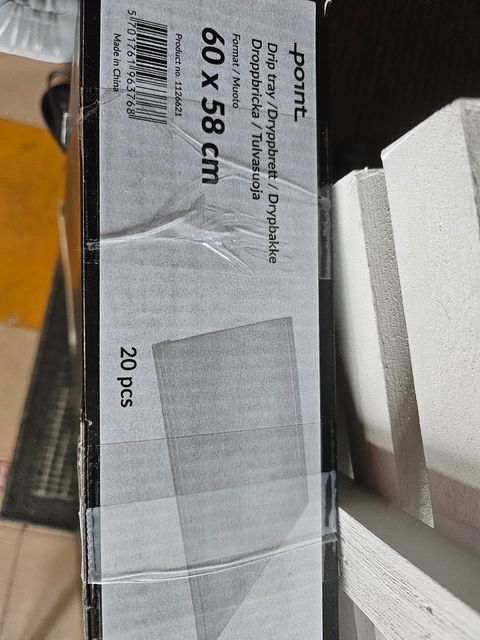 point
Drip tray / Dryppbrett / Drypbakke
Droppbricka / Tulvasuoja
Format / Muoto
60 x 58 cm
Product no. 1126621
5 701761 963768
Made in China
20 pcs